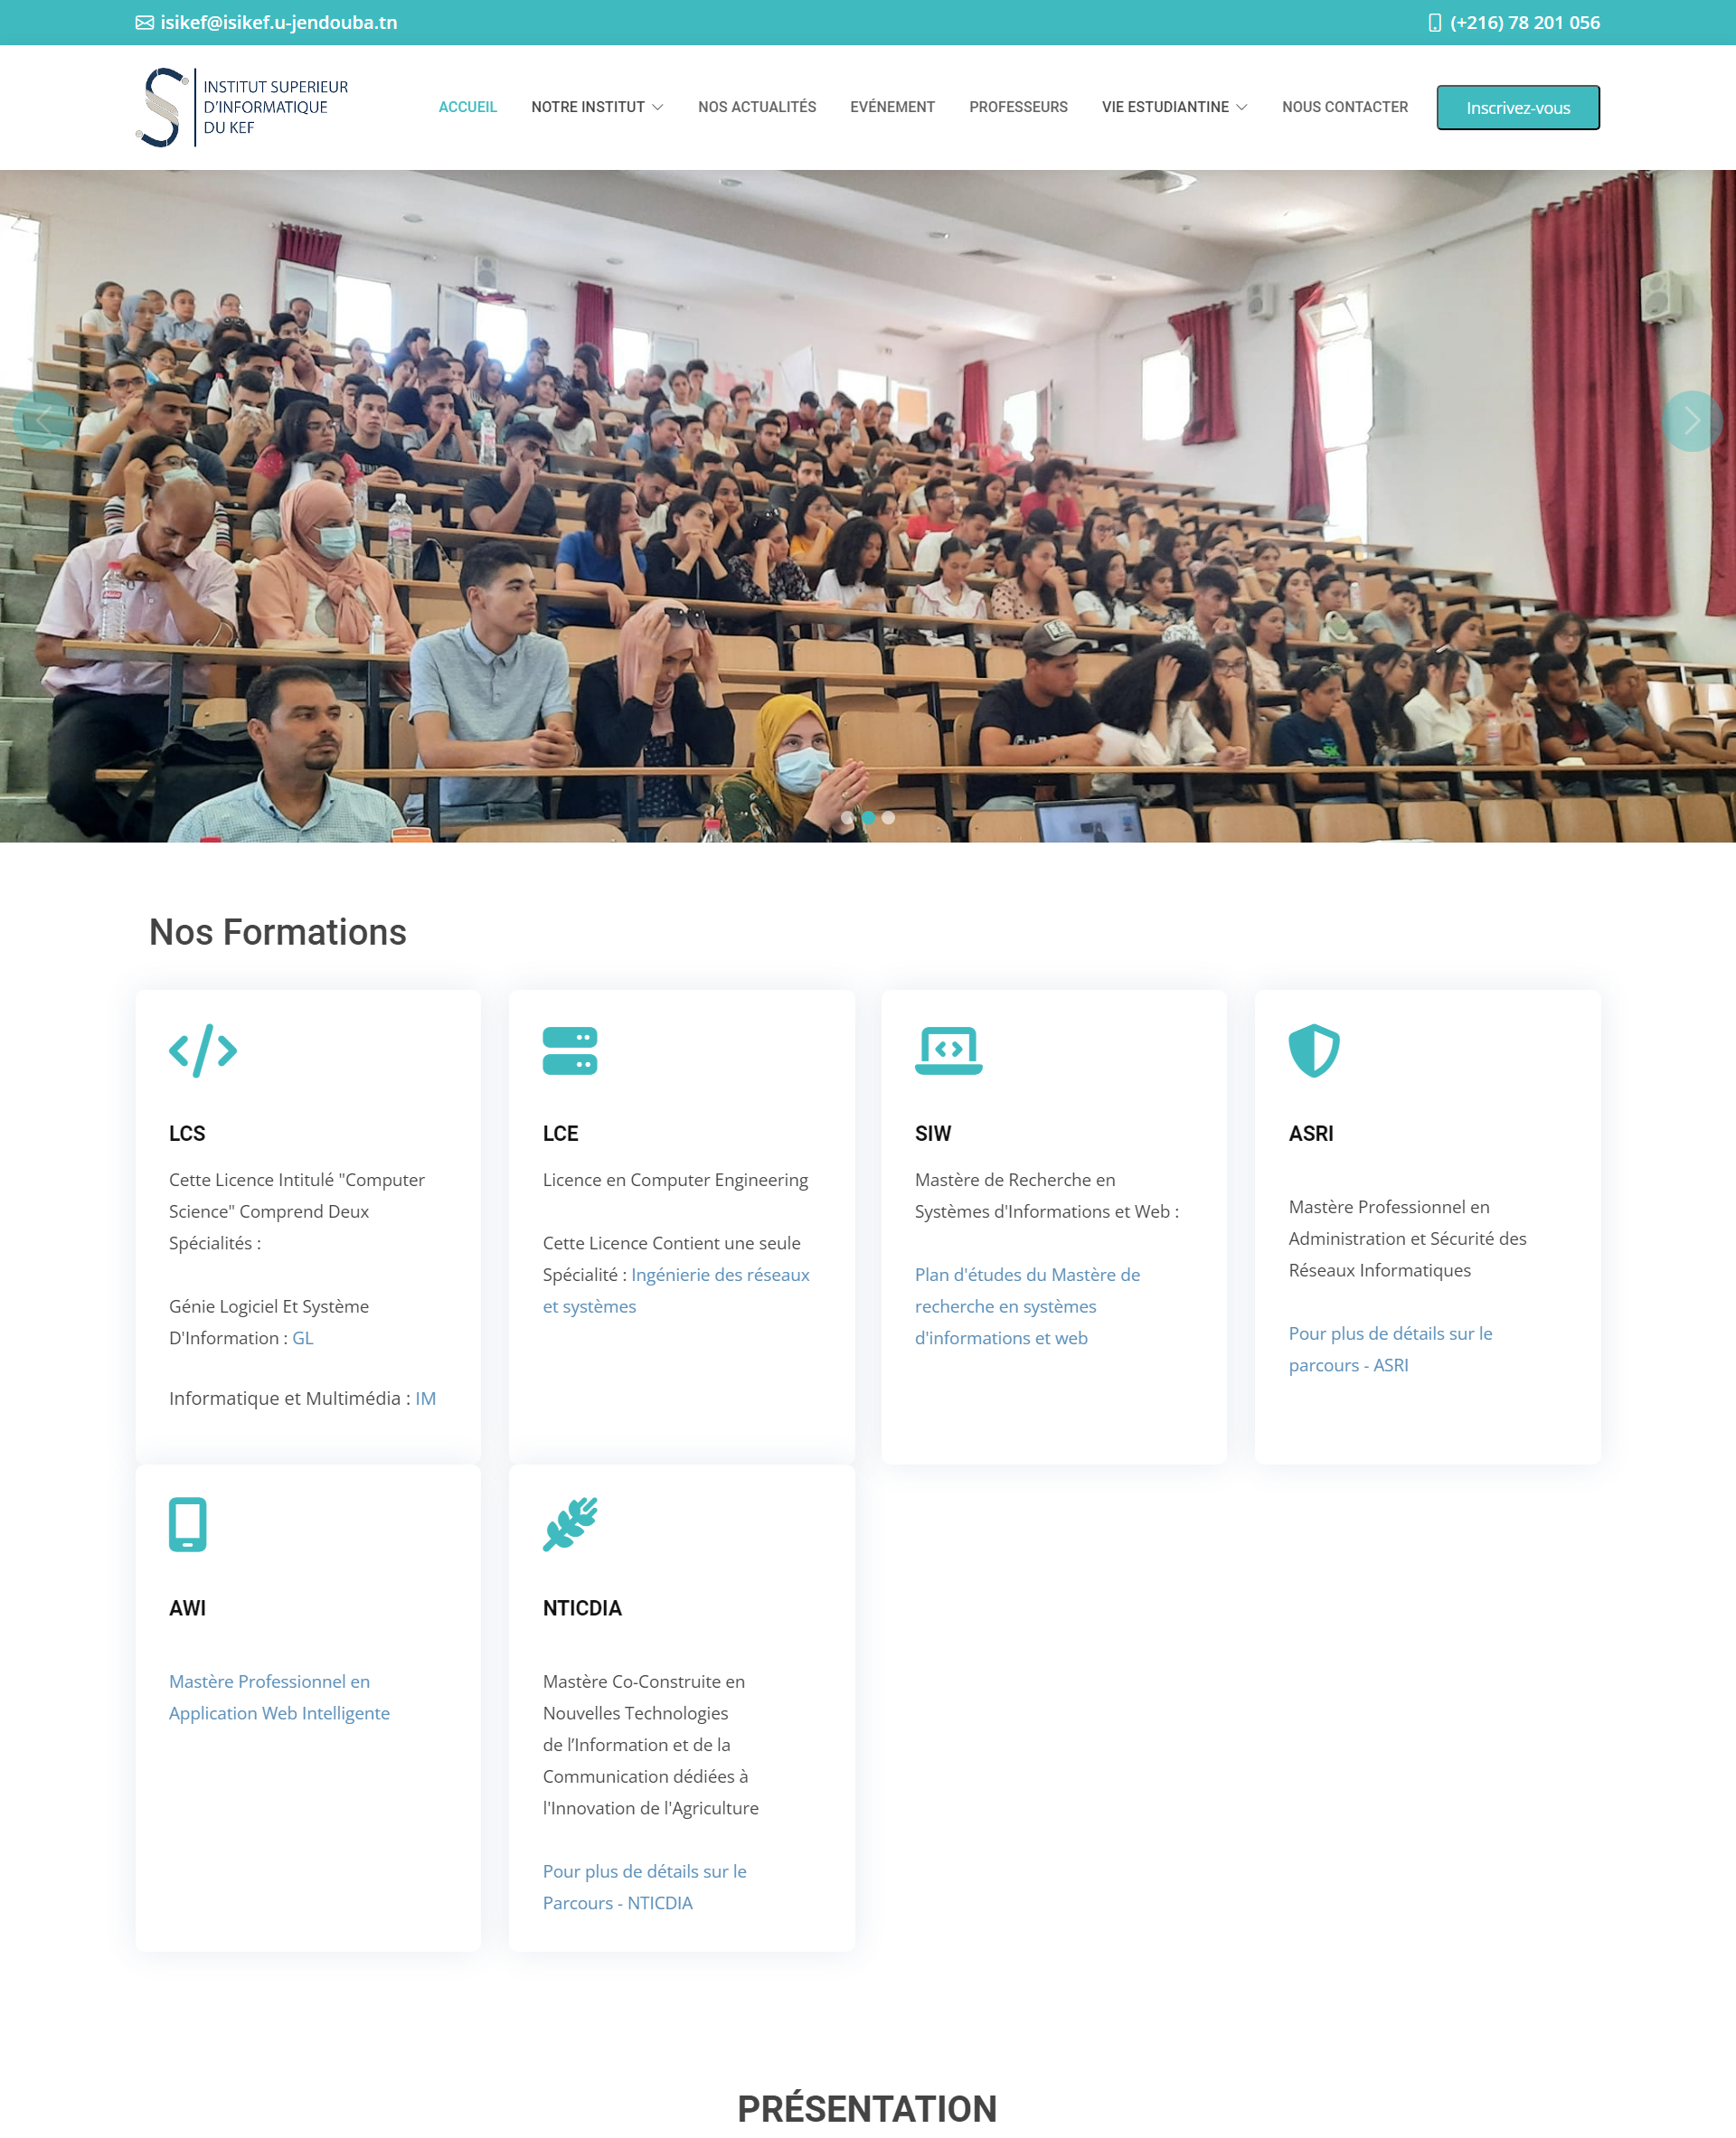 isikef@isikef.u-jendouba.tn
(+216) 78 201 056
INSTITUT SUPERIEUR
D'INFORMATIQUE
DU KEF
ACCUEIL
NOTRE INSTITUT
NOS ACTUALITÉS
EVÉNEMENT
PROFESSEURS
VIE ESTUDIANTINE
NOUS CONTACTER
Inscrivez-vous
Nos Formations
LCS
Cette Licence Intitulé "Computer
Science" Comprend Deux
Spécialités :
Génie Logiciel Et Système
D'Information : GL
Informatique et Multimédia : IM
LCE
Licence en Computer Engineering
Cette Licence Contient une seule
Spécialité : Ingénierie des réseaux
et systèmes
SIW
Mastère de Recherche en
Systèmes d'Informations et Web :
Plan d'études du Mastère de
recherche en systèmes
d'informations et web
ASRI
Mastère Professionnel en
Administration et Sécurité des
Réseaux Informatiques
Pour plus de détails sur le
parcours - ASRI
AWI
Mastère Professionnel en
Application Web Intelligente
NTICDIA
Mastère Co-Construite en
Nouvelles Technologies
de l’Information et de la
Communication dédiées à
l'Innovation de l'Agriculture
Pour plus de détails sur le
Parcours - NTICDIA
PRÉSENTATION